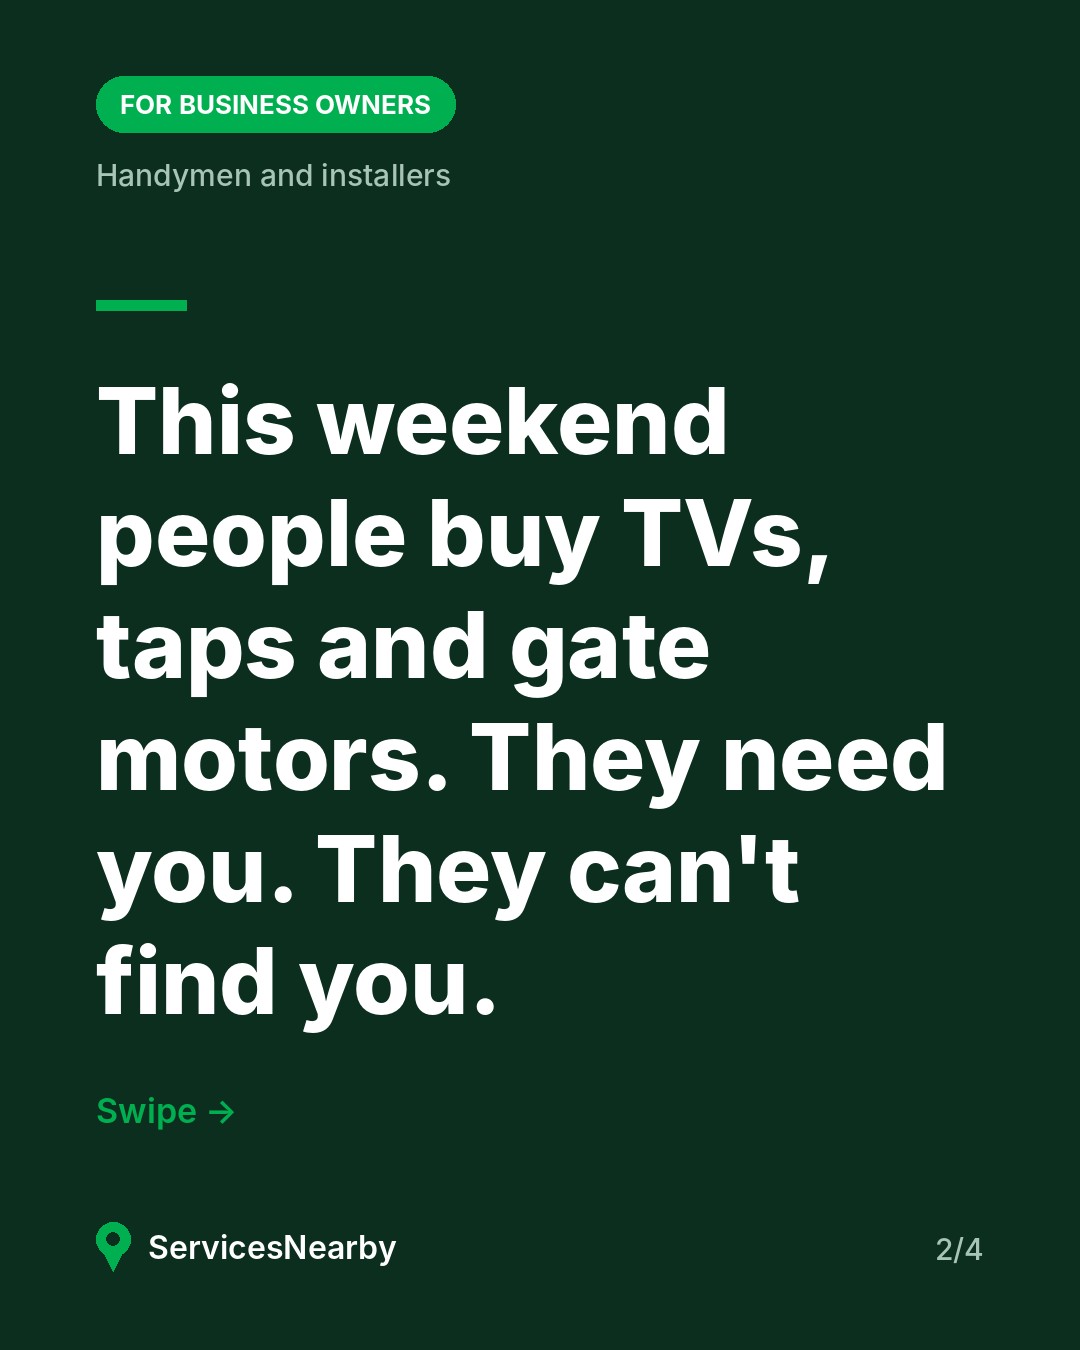 FOR BUSINESS OWNERS
Handymen and installers
This weekend
people buy TVs,
taps and gate
motors. They need
you. They can't
find you.
Swipe →
ServicesNearby
2/4